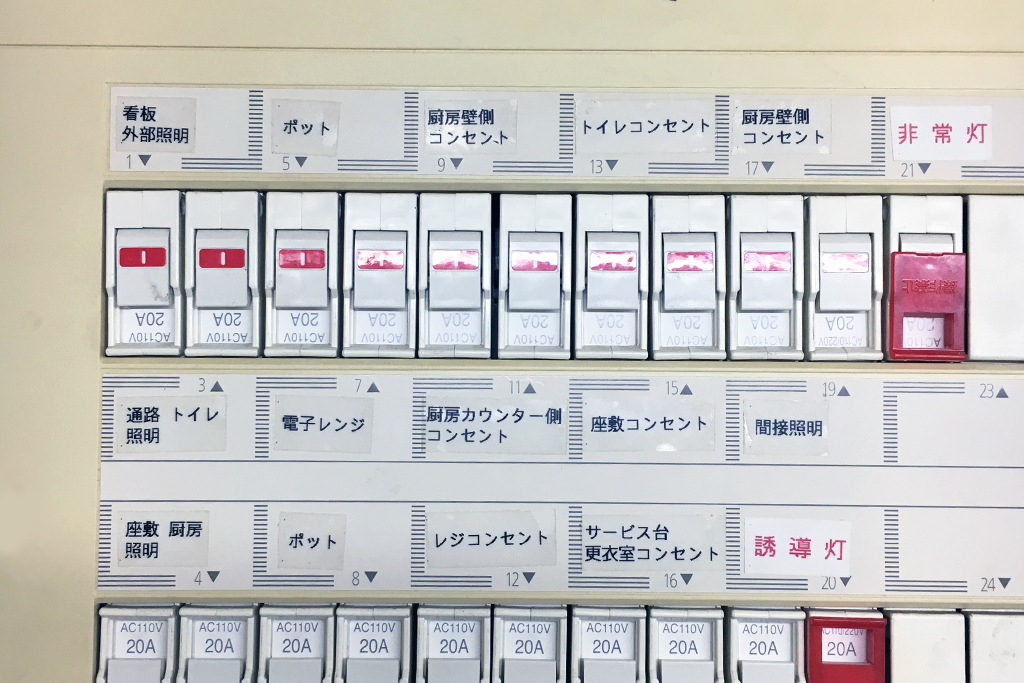 看板
外部照明
ポット
厨房壁側
コンセント
トイレコンセント
厨房壁側
コンセント
非常灯
1▼
5▼
9▼
13▼
17▼
21▼
20A
AC110V
20A
AC110V
20A
AC110V
20A
AC110V
20A
AC110V
20A
AC110V
20A
AC110V
20A
AC110V
20A
AC110V
20A
AC110/220V
20A
3▲
7▲
11▲
15▲
19▲
23▲
通路 トイレ
照明
電子レンジ
厨房カウンター側
コンセント
座敷コンセント
間接照明
座敷 厨房
照明
ポット
レジコンセント
サービス台
更衣室コンセント
誘導灯
4▼
8▼
12▼
16▼
20▼
24▼
AC110V
20A
AC110V
20A
AC110V
20A
AC110V
20A
AC110V
20A
AC110V
20A
AC110V
20A
AC110V
20A
AC110V
20A
AC110/220V
20A